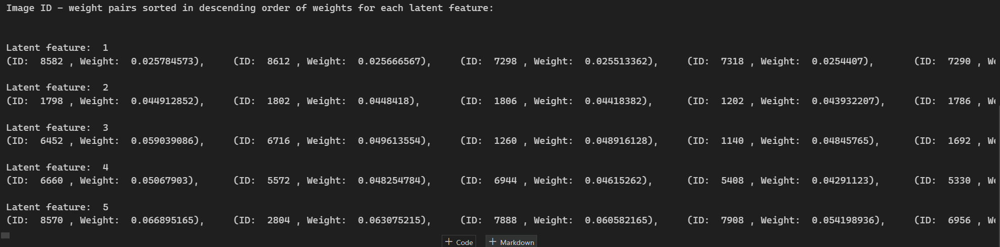 Image ID - weight pairs sorted in descending order of weights for each latent feature:
Latent feature:  1
(ID:  8582 , Weight:  0.025784573),     (ID:  8612 , Weight:  0.025666567),     (ID:  7298 , Weight:  0.025513362),     (ID:  7318 , Weight:  0.0254407),       (ID:  7290 ,
Latent feature:  2
(ID:  1798 , Weight:  0.044912852),     (ID:  1802 , Weight:  0.0448418),       (ID:  1806 , Weight:  0.04418382),      (ID:  1202 , Weight:  0.043932207),     (ID:  1786 ,
Latent feature:  3
(ID:  6452 , Weight:  0.059039086),     (ID:  6716 , Weight:  0.049613554),     (ID:  1260 , Weight:  0.048916128),     (ID:  1140 , Weight:  0.04845765),      (ID:  1692 ,
Latent feature:  4
(ID:  6660 , Weight:  0.05067903),      (ID:  5572 , Weight:  0.048254784),     (ID:  6944 , Weight:  0.04615262),      (ID:  5408 , Weight:  0.04291123),      (ID:  5330 ,
Latent feature:  5
(ID:  8570 , Weight:  0.066895165),     (ID:  2804 , Weight:  0.063075215),     (ID:  7888 , Weight:  0.060582165),     (ID:  7908 , Weight:  0.054198936),     (ID:  6956 ,
+ Code  + Markdown